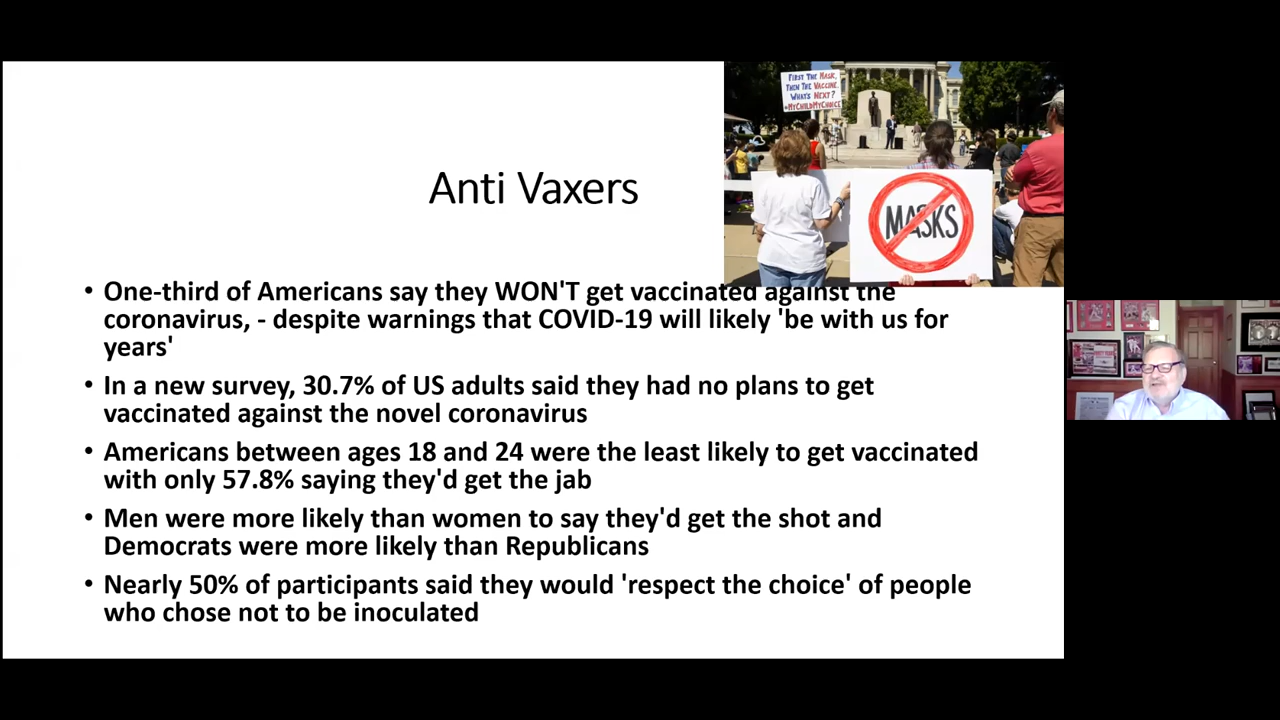 FIRST THE MASK,
THEN THE VACCINE.
WHAT'S NEXT?
#MYCHILDMYCHOICE
MASKS
Anti Vaxers
• One-third of Americans say they WON'T get vaccinated against the
coronavirus, - despite warnings that COVID-19 will likely 'be with us for
years'
• In a new survey, 30.7% of US adults said they had no plans to get
vaccinated against the novel coronavirus
• Americans between ages 18 and 24 were the least likely to get vaccinated
with only 57.8% saying they'd get the jab
• Men were more likely than women to say they'd get the shot and
Democrats were more likely than Republicans
• Nearly 50% of participants said they would 'respect the choice' of people
who chose not to be inoculated